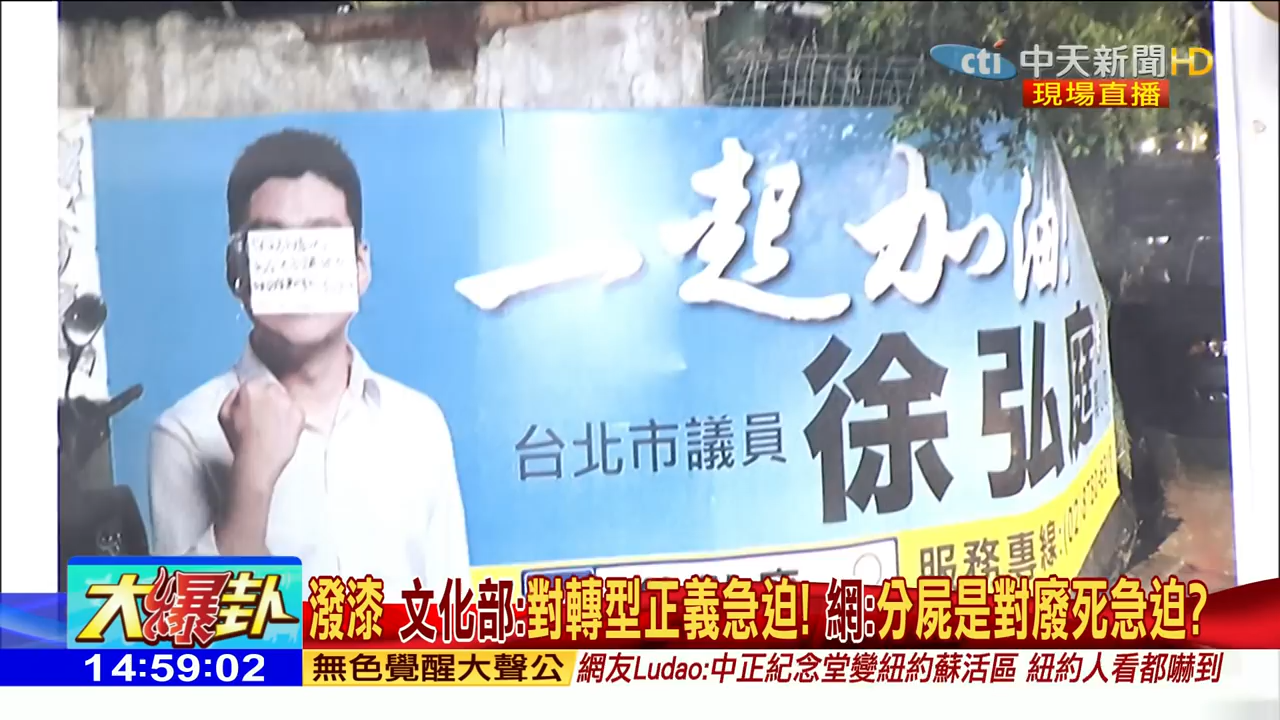 cti 中天新聞HD
現場直播
一起加油!
台北市議員 徐弘庭
服務專線:(02-8780-
大爆卦
潑漆 文化部:對轉型正義急迫! 網:分屍是對廢死急迫?
14:59:02
無色覺醒大聲公
網友Ludao:中正紀念堂變紐約蘇活區 紐約人看都嚇到